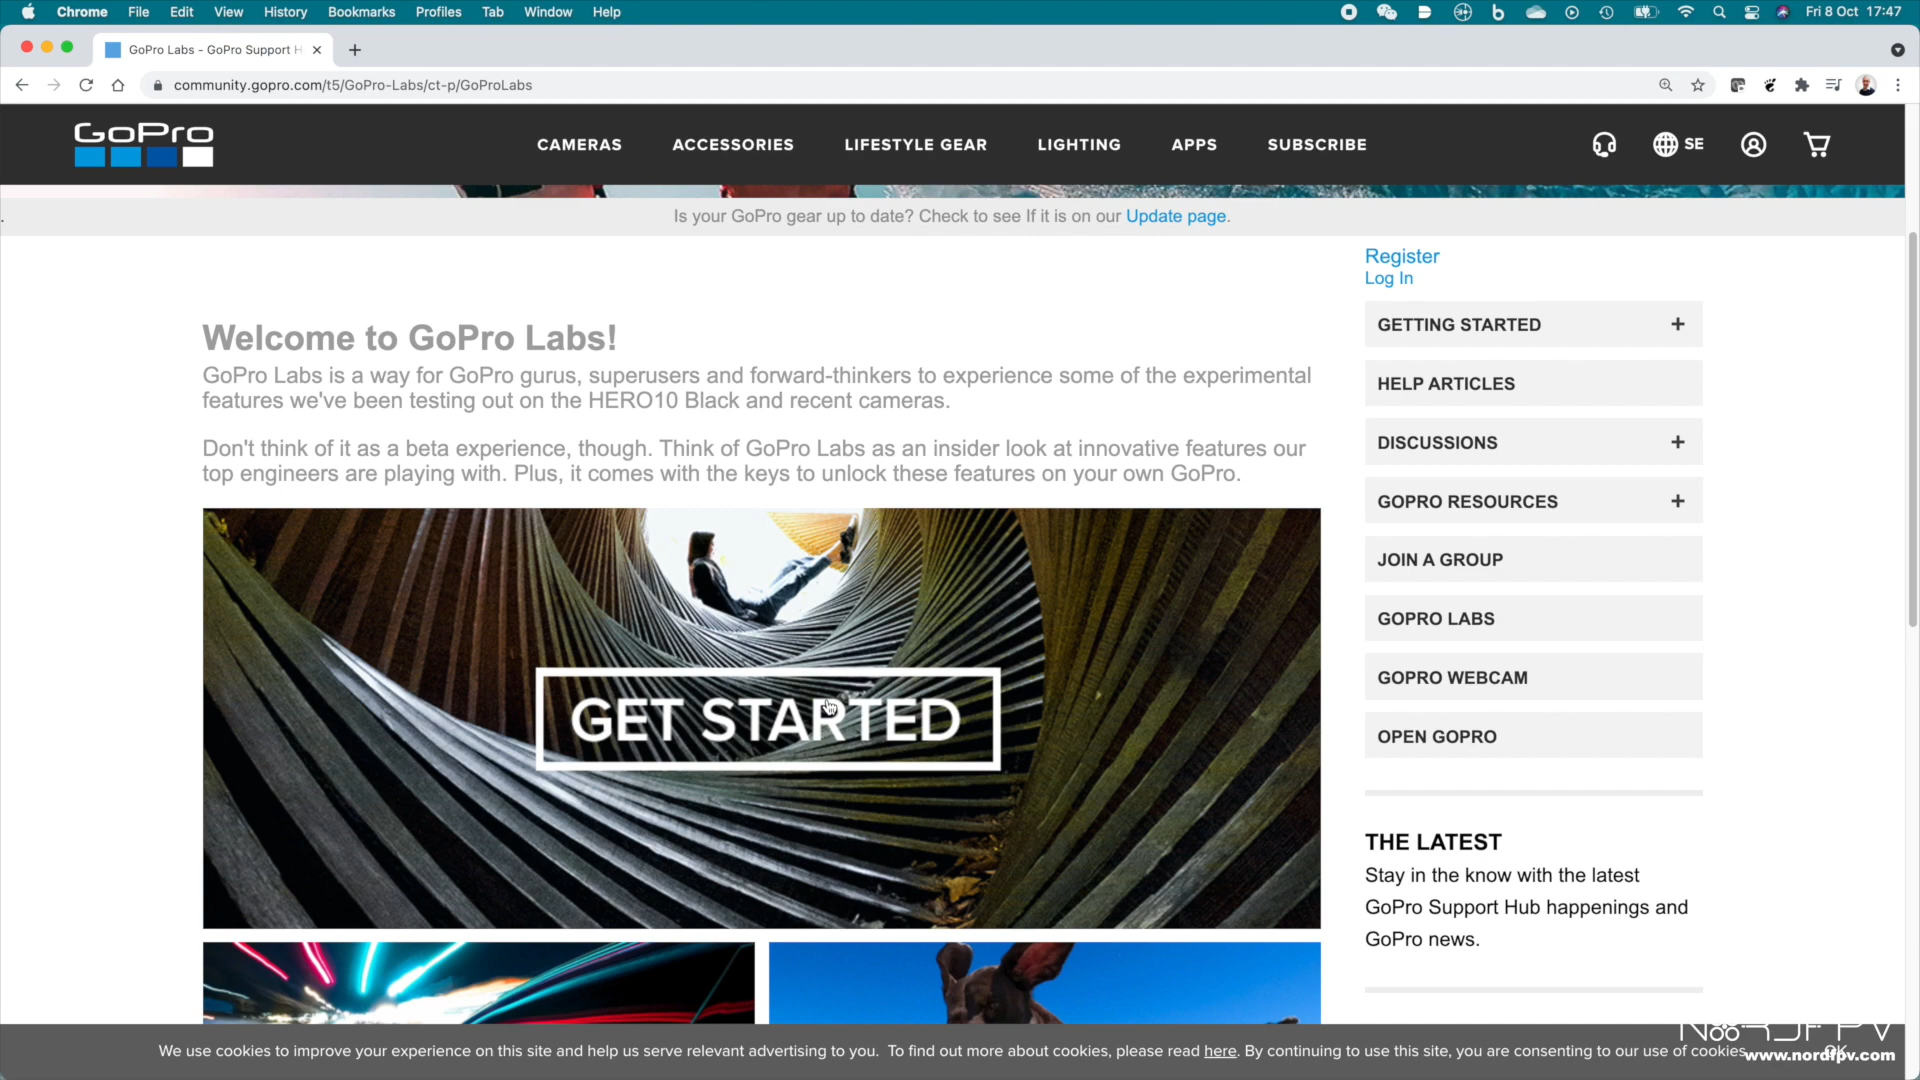 Chrome File Edit View History Bookmarks Profiles Tab Window Help Fri 8 Oct 17:47
GoPro Labs - GoPro Support H
community.gopro.com/t5/GoPro-Labs/ct-p/GoProLabs
GoPro CAMERAS ACCESSORIES LIFESTYLE GEAR LIGHTING APPS SUBSCRIBE SE
. Is your GoPro gear up to date? Check to see If it is on our Update page.
Register
Log In
Welcome to GoPro Labs!
GoPro Labs is a way for GoPro gurus, superusers and forward-thinkers to experience some of the experimental
features we've been testing out on the HERO10 Black and recent cameras.
Don't think of it as a beta experience, though. Think of GoPro Labs as an insider look at innovative features our
top engineers are playing with. Plus, it comes with the keys to unlock these features on your own GoPro.
GET STARTED
GETTING STARTED +
HELP ARTICLES
DISCUSSIONS +
GOPRO RESOURCES +
JOIN A GROUP
GOPRO LABS
GOPRO WEBCAM
OPEN GOPRO
THE LATEST
Stay in the know with the latest
GoPro Support Hub happenings and
GoPro news.
We use cookies to improve your experience on this site and help us serve relevant advertising to you. To find out more about cookies, please read here. By continuing to use this site, you are consenting to our use of cookies.
OK
NORDFPV
www.nordfpv.com